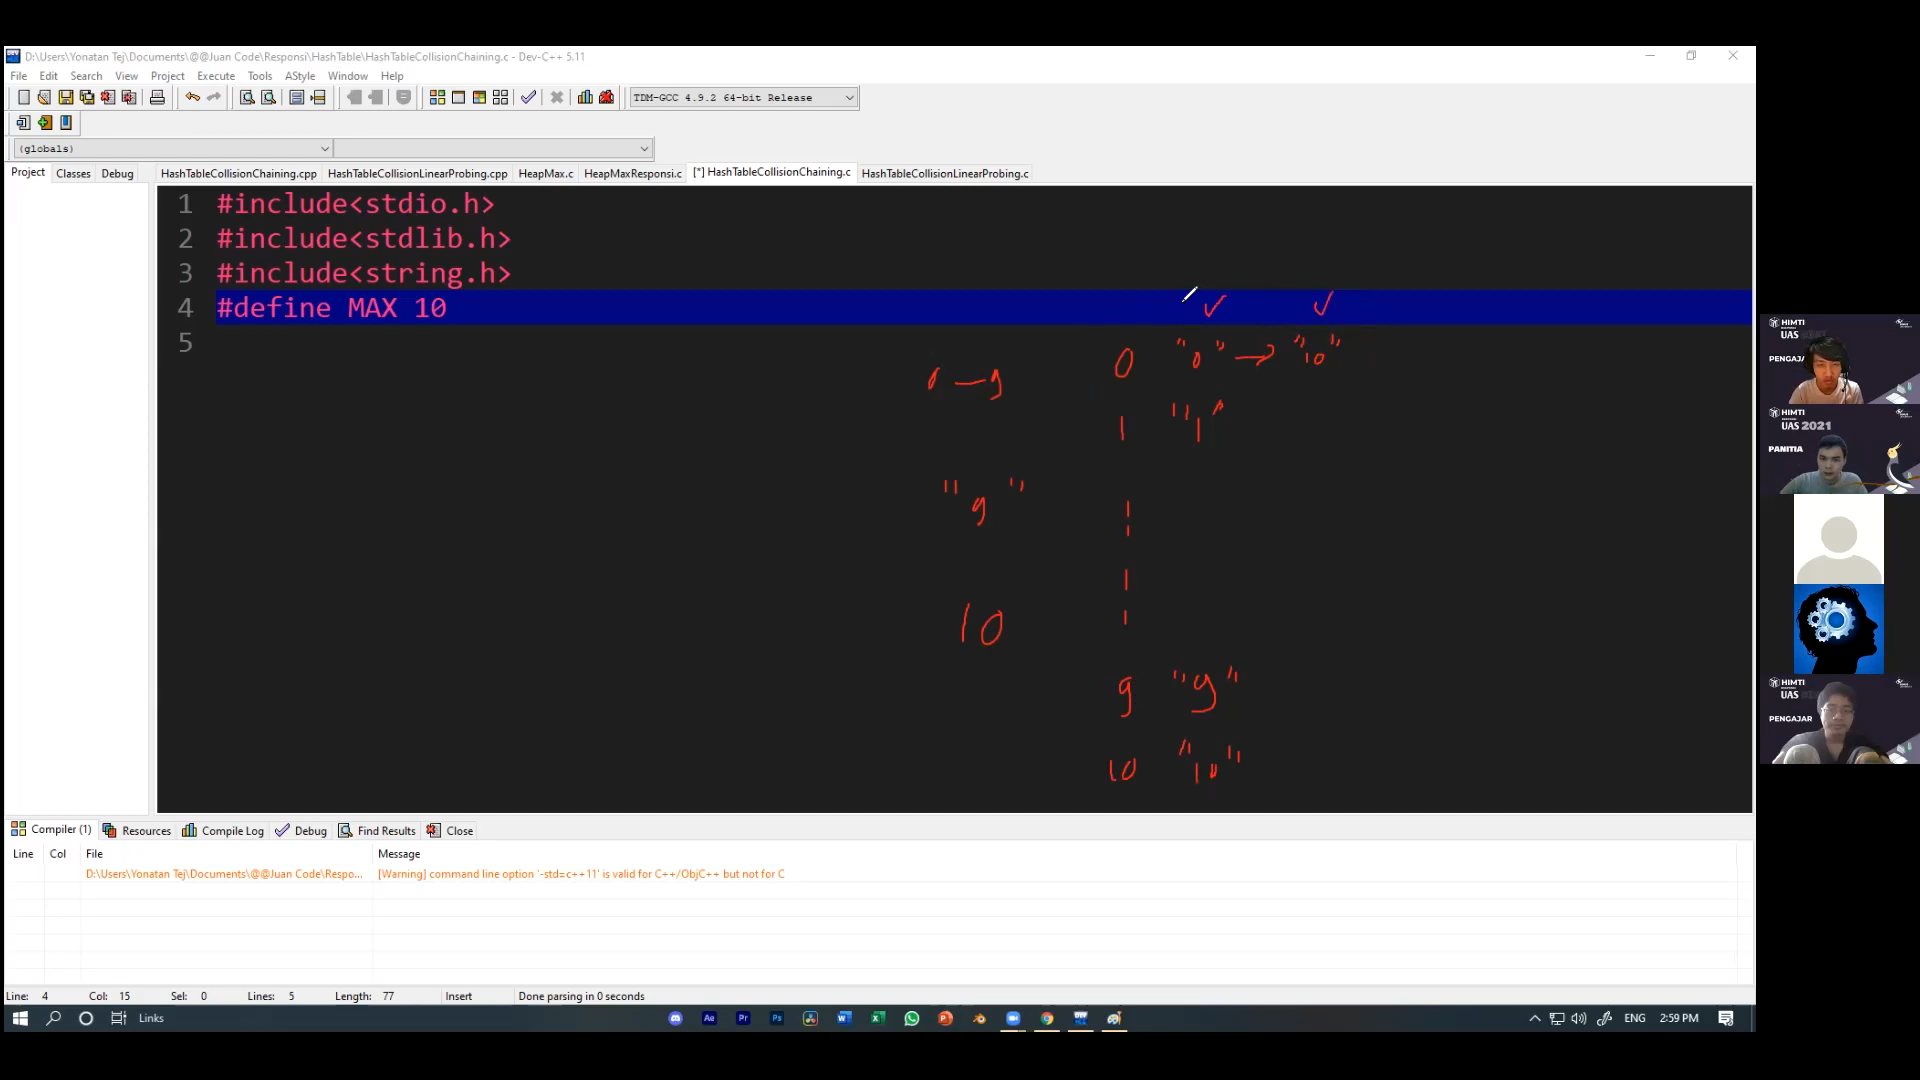 D:\Users\Yonatan Tej\Documents\@@Juan Code\Responsi\HashTable\HashTableCollisionChaining.c - Dev-C++ 5.11
File Edit Search View Project Execute Tools AStyle Window Help
TDM-GCC 4.9.2 64-bit Release
(globals)
Project Classes Debug HashTableCollisionChaining.cpp HashTableCollisionLinearProbing.cpp HeapMax.c HeapMaxResponsi.c [*] HashTableCollisionChaining.c HashTableCollisionLinearProbing.c
1 #include<stdio.h>
2 #include<stdlib.h>
3 #include<string.h>
4 #define MAX 10
5
0 "0" → "10"
0 — 9
1 "1"
"9"
10
9 "9"
10 "10"
HIMTI
UAS
PENGAJA
HIMTI
UAS 2021
PANITIA
HIMTI
UAS
PENGAJAR
Compiler (1) Resources Compile Log Debug Find Results Close
Line Col File Message
D:\Users\Yonatan Tej\Documents\@@Juan Code\Respo... [Warning] command line option '-std=c++11' is valid for C++/ObjC++ but not for C
Line: 4 Col: 15 Sel: 0 Lines: 5 Length: 77 Insert Done parsing in 0 seconds
Links Ae Pr Ps ENG 2:59 PM